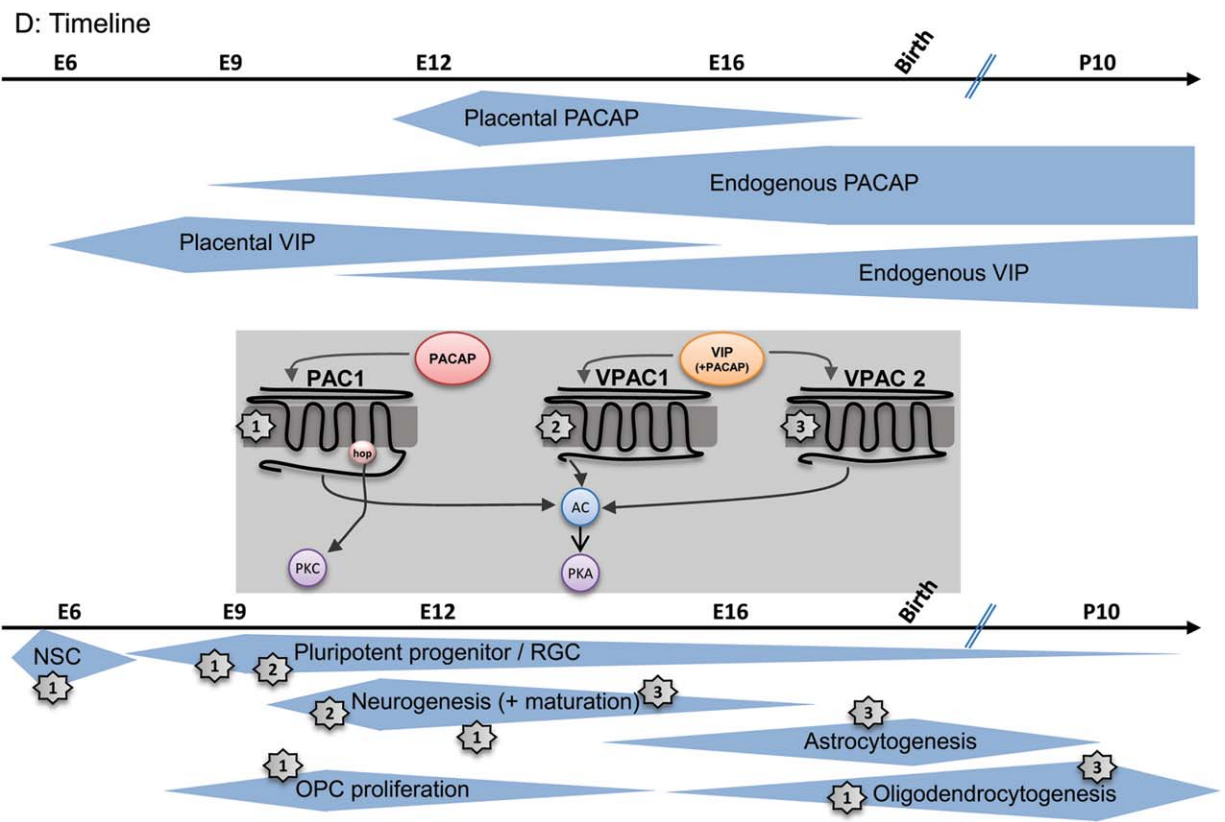 D: Timeline
E6 E9 E12 E16 Birth P10
Placental PACAP
Endogenous PACAP
Placental VIP
Endogenous VIP
PACAP
VIP
(+PACAP)
PAC1 VPAC1 VPAC 2
1 2 3
hop
AC
PKC PKA
E6 E9 E12 E16 Birth P10
NSC Pluripotent progenitor / RGC
1 1 2
Neurogenesis (+ maturation) 3
2 1
3
Astrocytogenesis
1 3
OPC proliferation
1 Oligodendrocytogenesis